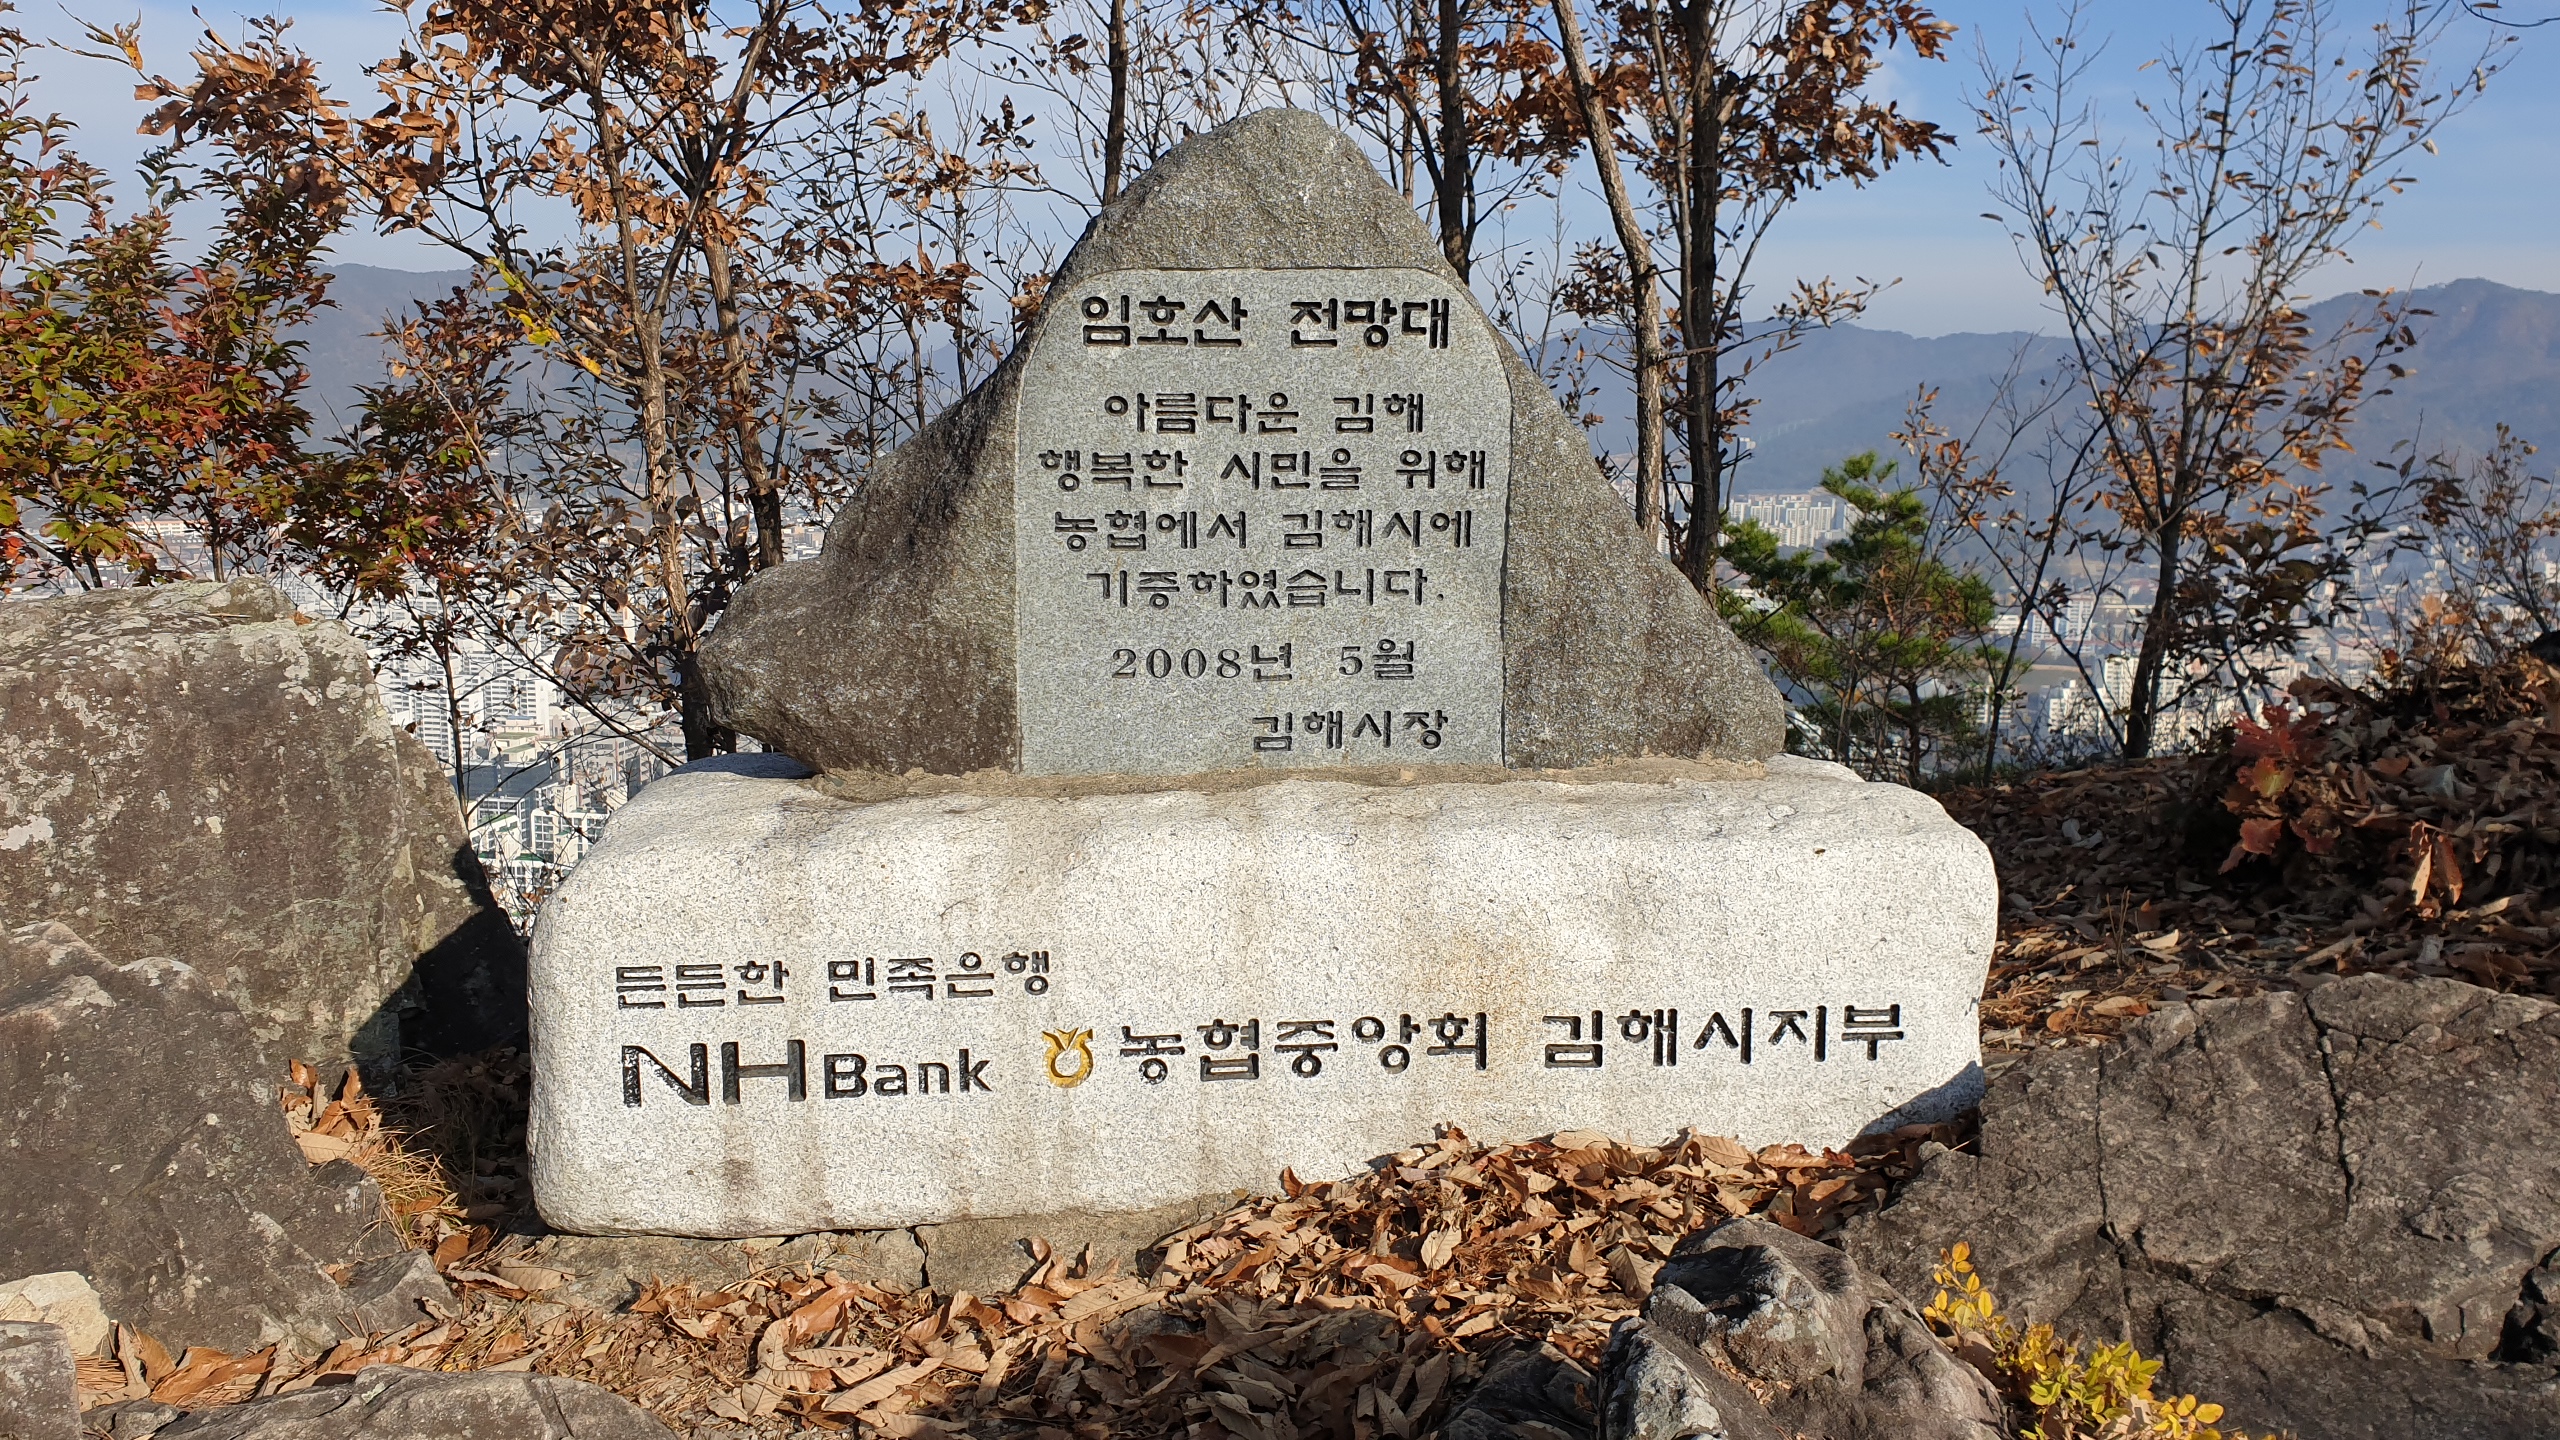 임호산 전망대
아름다운 김해
행복한 시민을 위해
농협에서 김해시에
기증하였습니다.
2008년 5월
김해시장
든든한 민족은행
NH Bank 농협중앙회 김해시지부